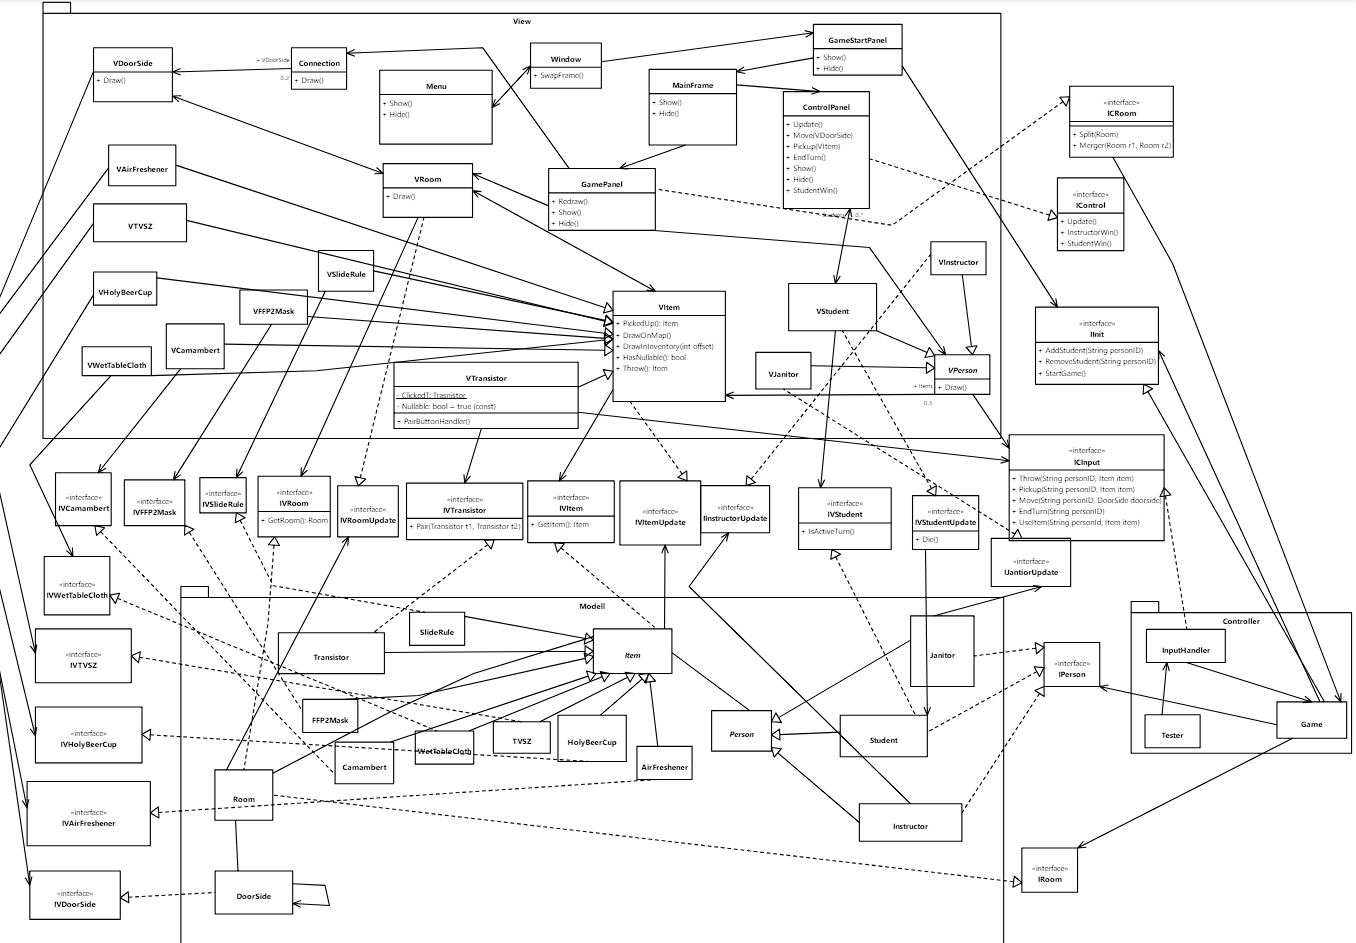 View
VDoorSide
+ Draw()
+ VDoorSide
0..2
Connection
+ Draw()
Menu
+ Show()
+ Hide()
Window
+ SwapFrame()
MainFrame
+ Show()
+ Hide()
GameStartPanel
+ Show()
+ Hide()
ControlPanel
+ Update()
+ Move(VDoorSide)
+ Pickup(VItem)
+ EndTurn()
+ Show()
+ Hide()
+ StudentWin()
0..*
«interface»
ICRoom
+ Split(Room)
+ Merger(Room r1, Room r2)
«interface»
IControl
+ Update()
+ InstructorWin()
+ StudentWin()
VAirFreshener
VRoom
+ Draw()
GamePanel
+ Redraw()
+ Show()
+ Hide()
VTVSZ
VSlideRule
VInstructor
VHolyBeerCup
VFFP2Mask
VCamambert
VWetTableCloth
VItem
+ PickedUp(): Item
+ DrawOnMap()
+ DrawInInventory(int offset)
+ HasNullable(): bool
+ Throw(): Item
VStudent
VJanitor
VPerson
+ Draw()
+ Items
0..5
«interface»
IInit
+ AddStudent(String personID)
+ RemoveStudent(String personID)
+ StartGame()
VTransistor
- ClickedT: Trasnistor
- Nullable: bool = true (const)
+ PairButtonHandler()
«interface»
ICInput
+ Throw(String personID, Item item)
+ Pickup(String personID, Item item)
+ Move(String personID, DoorSide doorside)
+ EndTurn(String personID)
+ UseItem(String personId, Item item)
«interface»
IVCamambert
«interface»
IVFFP2Mask
«interface»
IVSlideRule
«interface»
IVRoom
+ GetRoom(): Room
«interface»
IVRoomUpdate
«interface»
IVTransistor
+ Pair(Transistor t1, Transistor t2)
«interface»
IVItem
+ GetItem(): Item
«interface»
IVItemUpdate
«interface»
IInstructorUpdate
«interface»
IVStudent
+ IsActiveTurn()
«interface»
IVStudentUpdate
+ Die()
«interface»
IJantiorUpdate
«interface»
IVWetTableCloth
«interface»
IVTVSZ
«interface»
IVHolyBeerCup
«interface»
IVAirFreshener
«interface»
IVDoorSide
Modell
SlideRule
Transistor
Item
FFP2Mask
Camambert
WetTableCloth
TVSZ
HolyBeerCup
AirFreshener
Room
DoorSide
Person
Janitor
Student
Instructor
«interface»
IPerson
«interface»
IRoom
Controller
InputHandler
Tester
Game